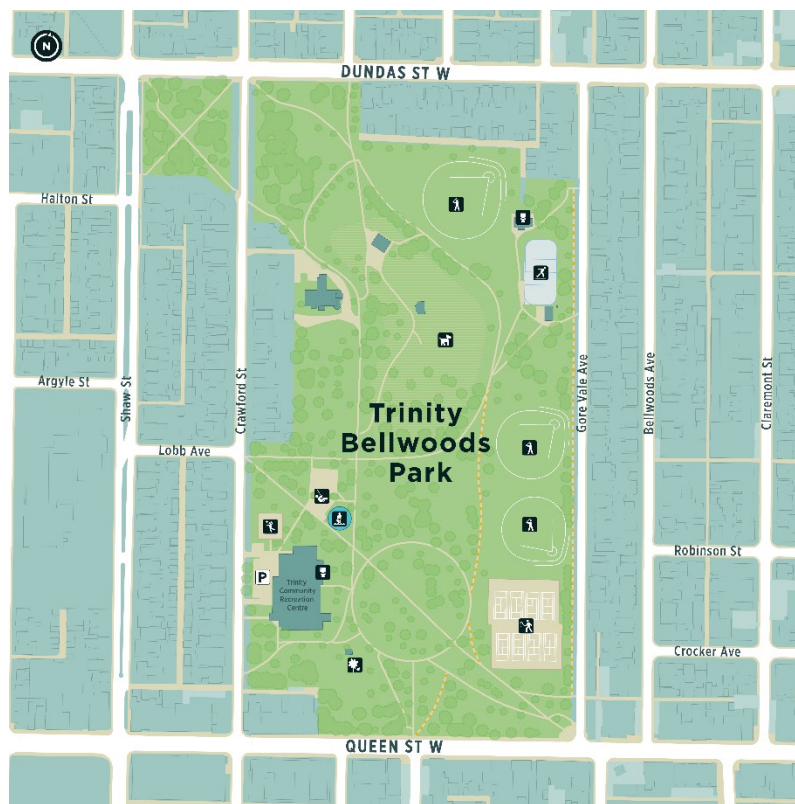 N
DUNDAS ST W
Halton St
Argyle St
Shaw St
Crawford St
Lobb Ave
Gore Vale Ave
Bellwoods Ave
Claremont St
Trinity
Bellwoods
Park
P
Trinity
Community
Recreation
Centre
Robinson St
Crocker Ave
QUEEN ST W